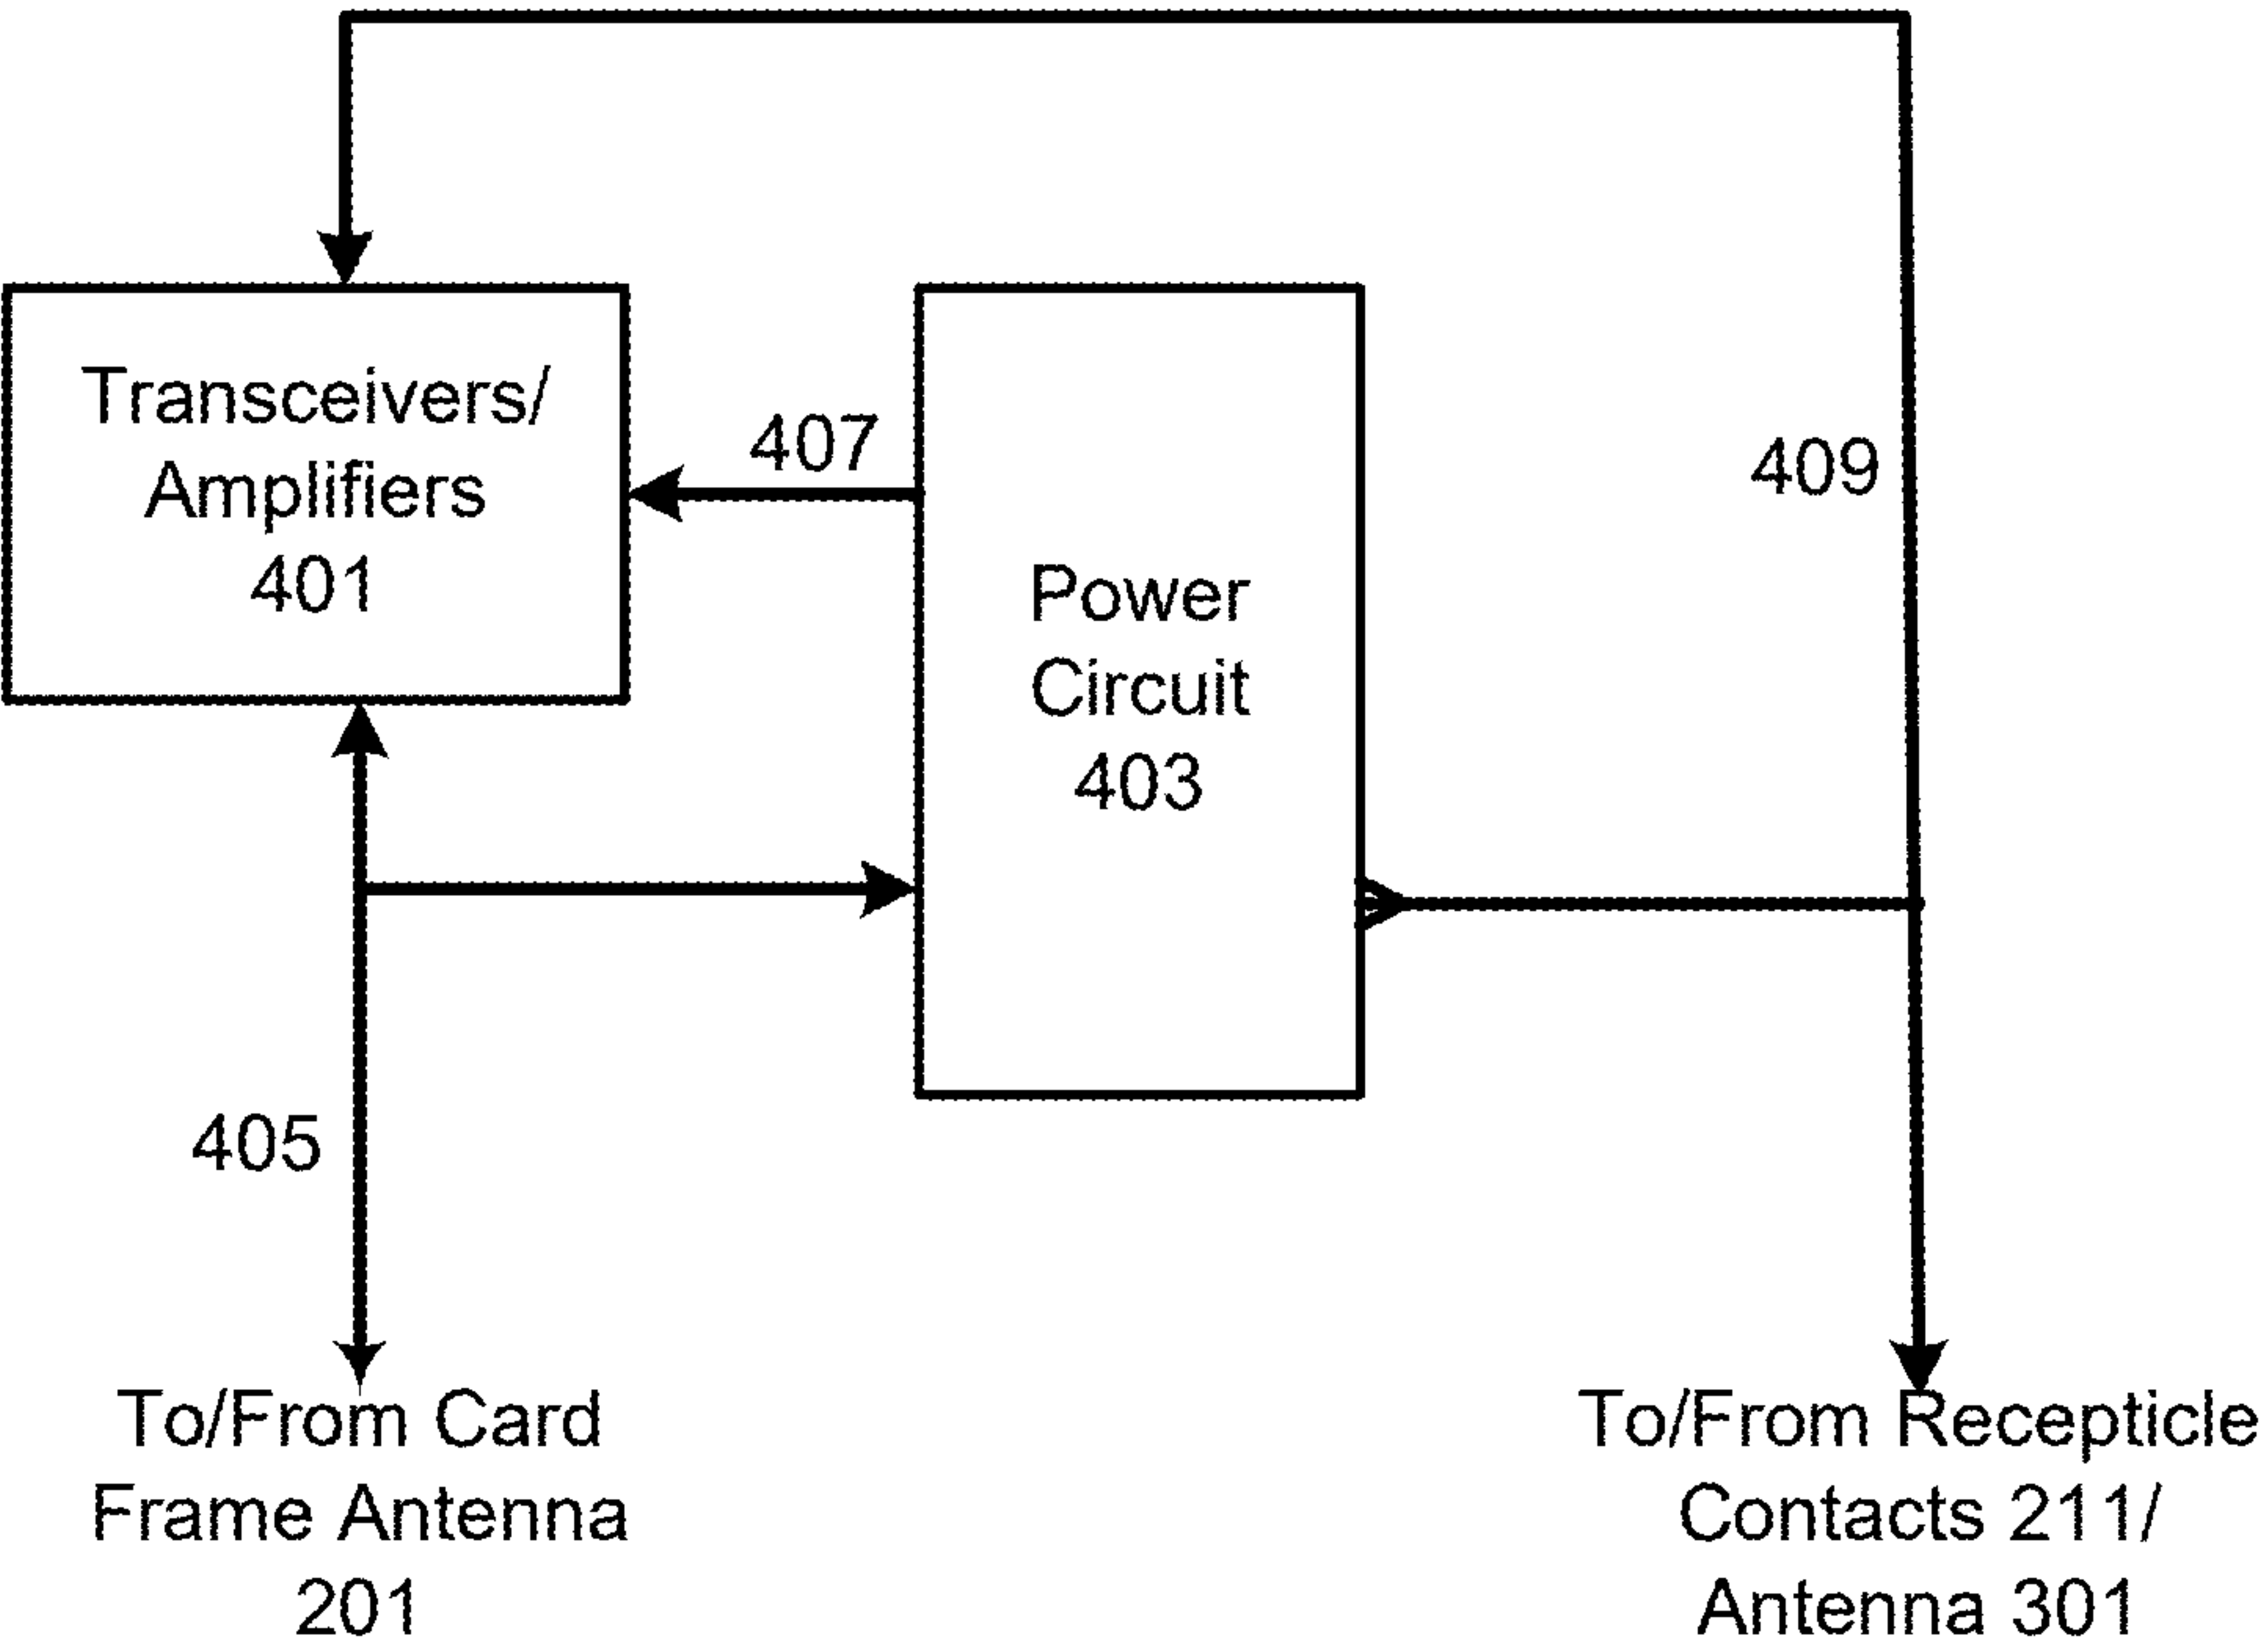 Transceivers/
Amplifiers
401
407
409
Power
Circuit
403
405
To/From Card
Frame Antenna
201
To/From Recepticle
Contacts 211/
Antenna 301